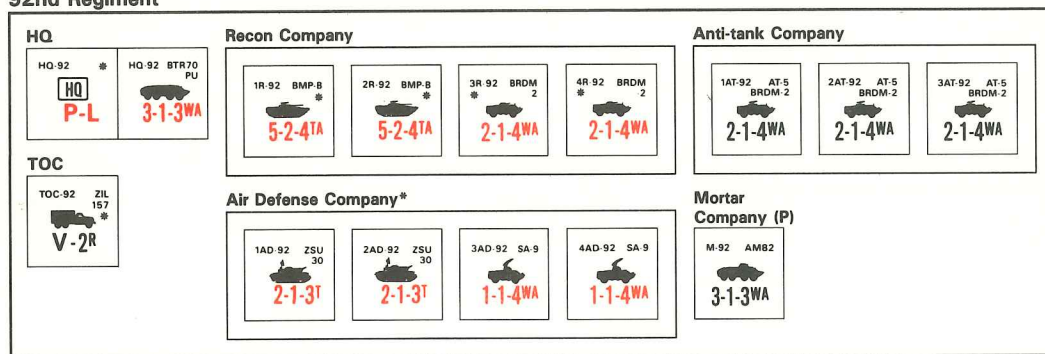 92nd Regiment
HQ
HQ-92 *
HQ
P-L
HQ-92 BTR70
PU
3-1-3WA
TOC
TOC-92 ZIL
157
*
V-2R
Recon Company
1R-92 BMP-B
*
5-2-4TA
2R-92 BMP-B
*
5-2-4TA
3R-92 BRDM
* 2
2-1-4WA
4R-92 BRDM
* 2
2-1-4WA
Air Defense Company*
1AD-92 ZSU
30
2-1-3T
2AD-92 ZSU
30
2-1-3T
3AD-92 SA-9
1-1-4WA
4AD-92 SA-9
1-1-4WA
Anti-tank Company
1AT-92 AT-5
BRDM-2
2-1-4WA
2AT-92 AT-5
BRDM-2
2-1-4WA
3AT-92 AT-5
BRDM-2
2-1-4WA
Mortar
Company (P)
M-92 AM82
3-1-3WA